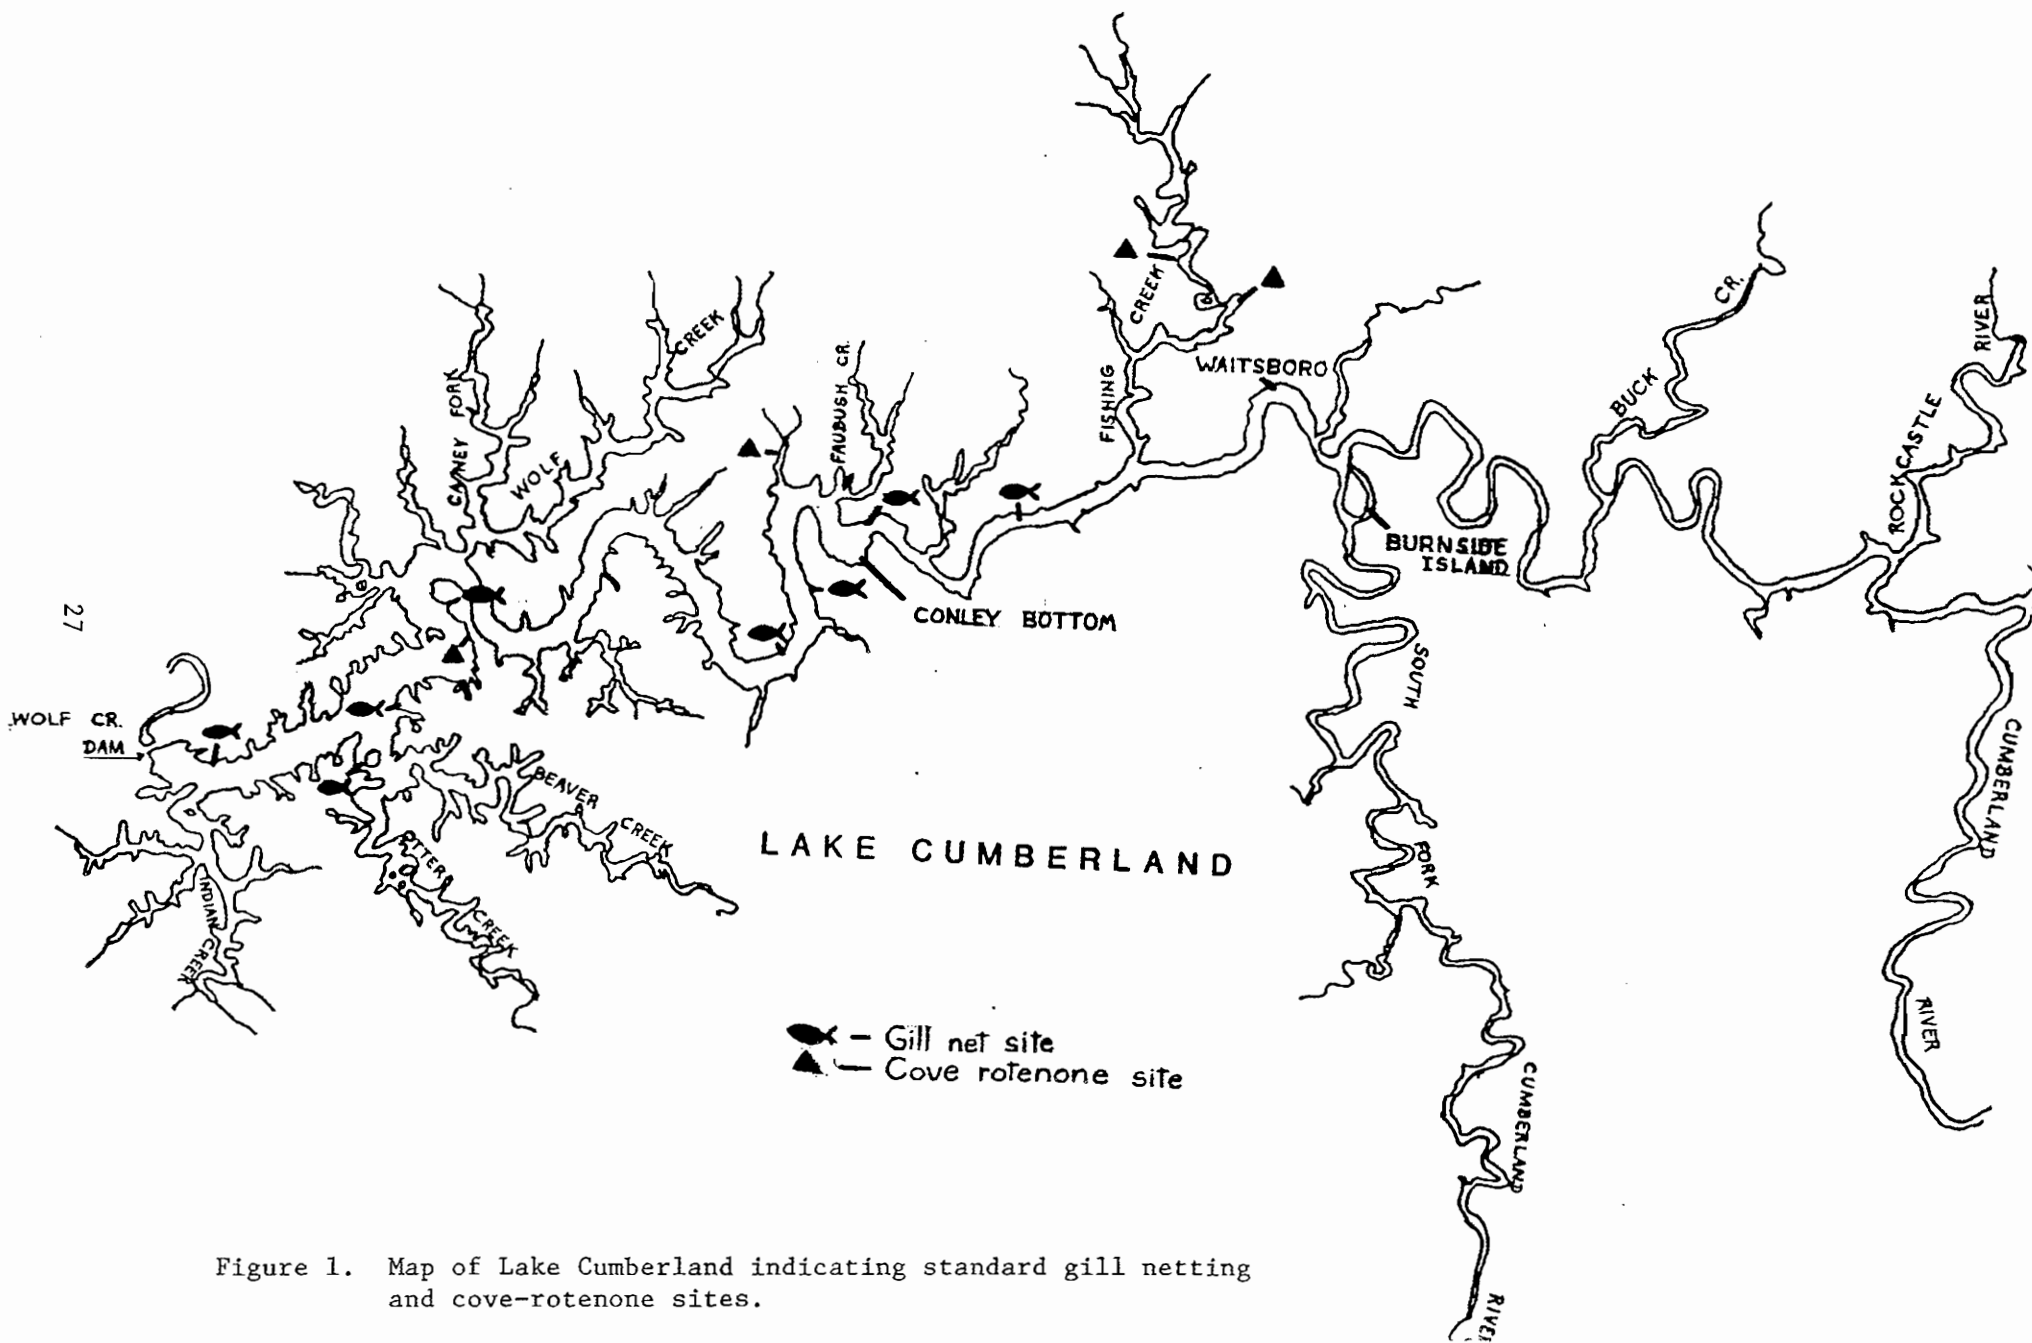 CREEK
CREEK
CANEY FORK
WOLF
FAUBUSH CR.
FISHING
WAITSBORO
BUCK
CR.
ROCKCASTLE
RIVER
BURNSIDE
ISLAND
CONLEY BOTTOM
SOUTH
FORK
CUMBERLAND
CUMBERLAND
RIVER
27
WOLF CR.
DAM
BEAVER
CREEK
OTTER
CREEK
INDIAN
CREEK
LAKE CUMBERLAND
– Gill net site
– Cove rotenone site
Figure 1. Map of Lake Cumberland indicating standard gill netting
and cove-rotenone sites.